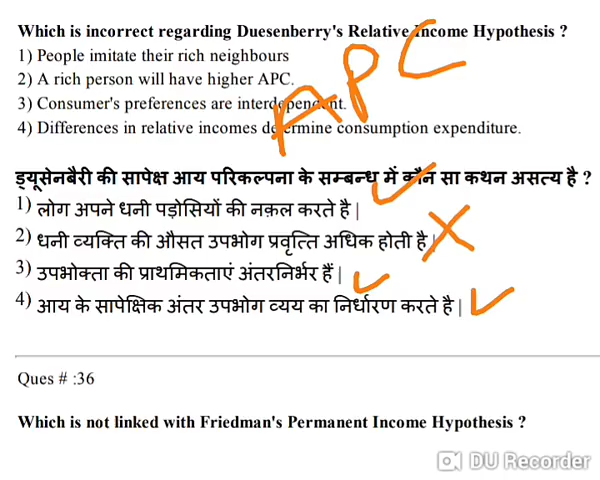 Which is incorrect regarding Duesenberry's Relative Income Hypothesis ?
1) People imitate their rich neighbours
2) A rich person will have higher APC.
3) Consumer's preferences are interdependent.
4) Differences in relative incomes determine consumption expenditure.
APC
ड्यूसेनबैरी की सापेक्ष आय परिकल्पना के सम्बन्ध में कौन सा कथन असत्य है ?
1) लोग अपने धनी पड़ोसियों की नक़ल करते है |
2) धनी व्यक्ति की औसत उपभोग प्रवृत्ति अधिक होती है |
3) उपभोक्ता की प्राथमिकताएं अंतरनिर्भर हैं |
4) आय के सापेक्षिक अंतर उपभोग व्यय का निर्धारण करते है |
Ques # :36
Which is not linked with Friedman's Permanent Income Hypothesis ?
DU Recorder